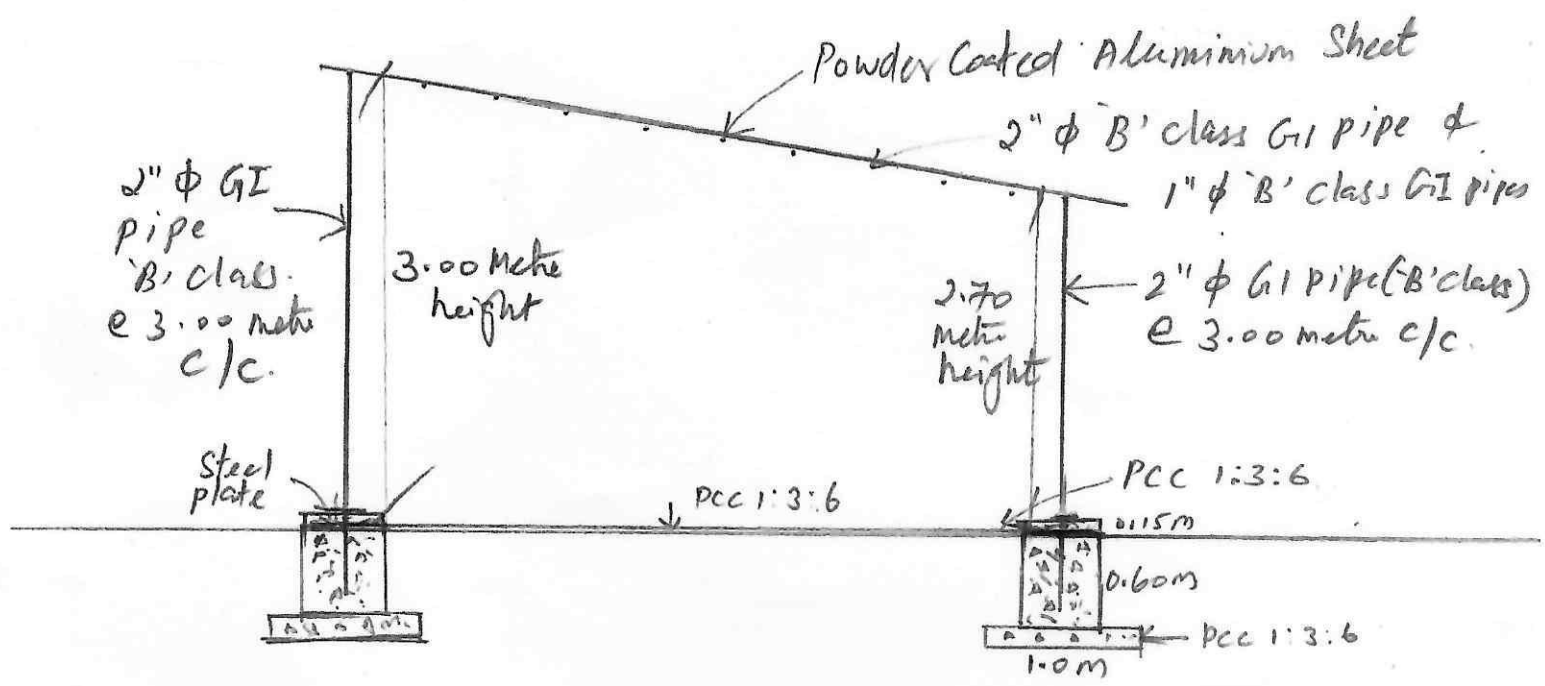 Powder Coated Aluminium Sheet
2" ϕ 'B' class GI pipe &
1" ϕ 'B' class GI pipes
2" ϕ GI
pipe
'B' class.
@ 3.00 metre
C/C.
3.00 Metre
height
2.70
metre
height
2" ϕ GI pipe ('B' class)
@ 3.00 metre C/C.
Steel
plate
PCC 1:3:6
PCC 1:3:6
0.15m
0.60m
PCC 1:3:6
1.0m